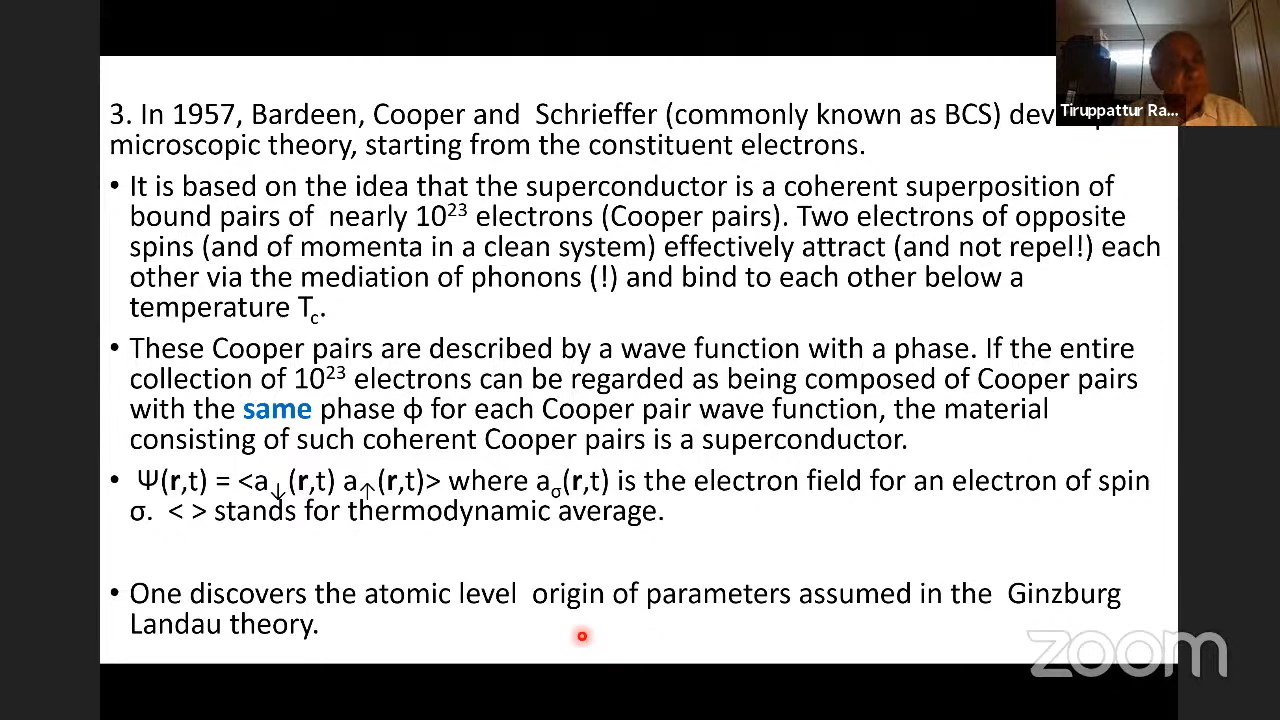 3. In 1957, Bardeen, Cooper and Schrieffer (commonly known as BCS)
microscopic theory, starting from the constituent electrons.
• It is based on the idea that the superconductor is a coherent superposition of
bound pairs of nearly 10²³ electrons (Cooper pairs). Two electrons of opposite
spins (and of momenta in a clean system) effectively attract (and not repel!) each
other via the mediation of phonons (!) and bind to each other below a
temperature Tc.
• These Cooper pairs are described by a wave function with a phase. If the entire
collection of 10²³ electrons can be regarded as being composed of Cooper pairs
with the same phase ϕ for each Cooper pair wave function, the material
consisting of such coherent Cooper pairs is a superconductor.
• Ψ(r,t) = <a↓(r,t) a↑(r,t)> where aσ(r,t) is the electron field for an electron of spin
σ. < > stands for thermodynamic average.
• One discovers the atomic level origin of parameters assumed in the Ginzburg
Landau theory.
Tiruppattur Ra...
zoom